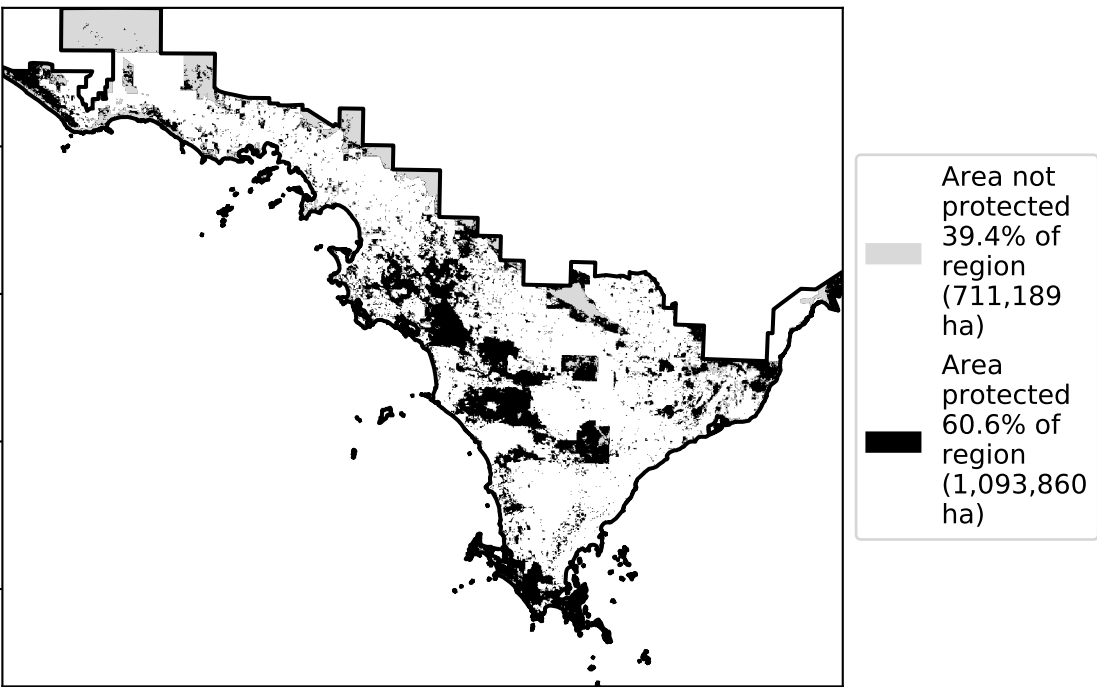 Area not
protected
39.4% of
region
(711,189
ha)
Area
protected
60.6% of
region
(1,093,860
ha)